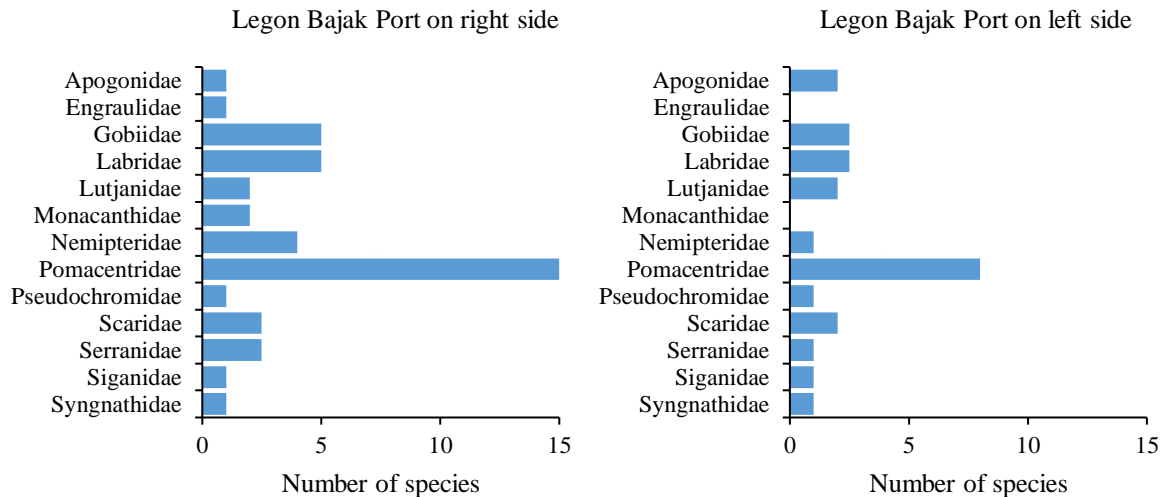 Legon Bajak Port on right side
Apogonidae
Engraulidae
Gobiidae
Labridae
Lutjanidae
Monacanthidae
Nemipteridae
Pomacentridae
Pseudochromidae
Scaridae
Serranidae
Siganidae
Syngnathidae
0 5 10 15
Number of species
Legon Bajak Port on left side
Apogonidae
Engraulidae
Gobiidae
Labridae
Lutjanidae
Monacanthidae
Nemipteridae
Pomacentridae
Pseudochromidae
Scaridae
Serranidae
Siganidae
Syngnathidae
0 5 10 15
Number of species